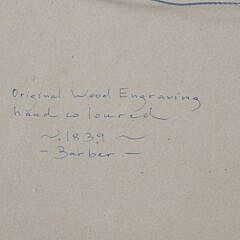 Original Wood Engraving
hand coloured
~ 1839 ~
- Barber -